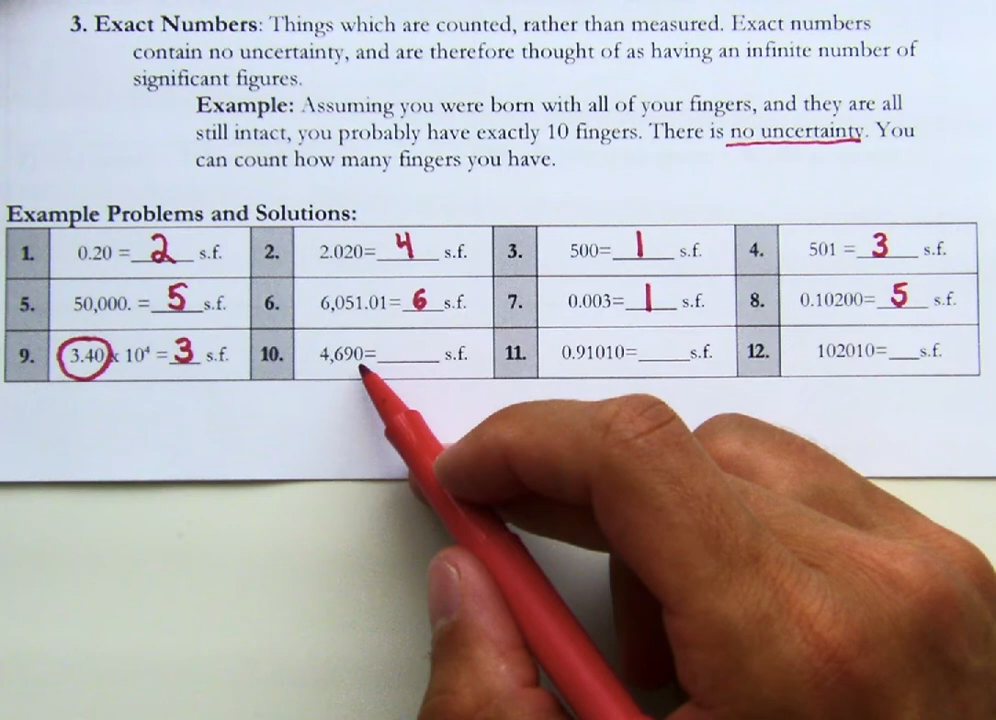 3. Exact Numbers: Things which are counted, rather than measured. Exact numbers
contain no uncertainty, and are therefore thought of as having an infinite number of
significant figures.
Example: Assuming you were born with all of your fingers, and they are all
still intact, you probably have exactly 10 fingers. There is no uncertainty. You
can count how many fingers you have.
Example Problems and Solutions:
1. 0.20 = 2 s.f. 2. 2.020= 4 s.f. 3. 500= 1 s.f. 4. 501 = 3 s.f.
5. 50,000. = 5 s.f. 6. 6,051.01= 6 s.f. 7. 0.003= 1 s.f. 8. 0.10200= 5 s.f.
9. 3.40 x 10⁴ = 3 s.f. 10. 4,690=______ s.f. 11. 0.91010=_____s.f. 12. 102010=___s.f.